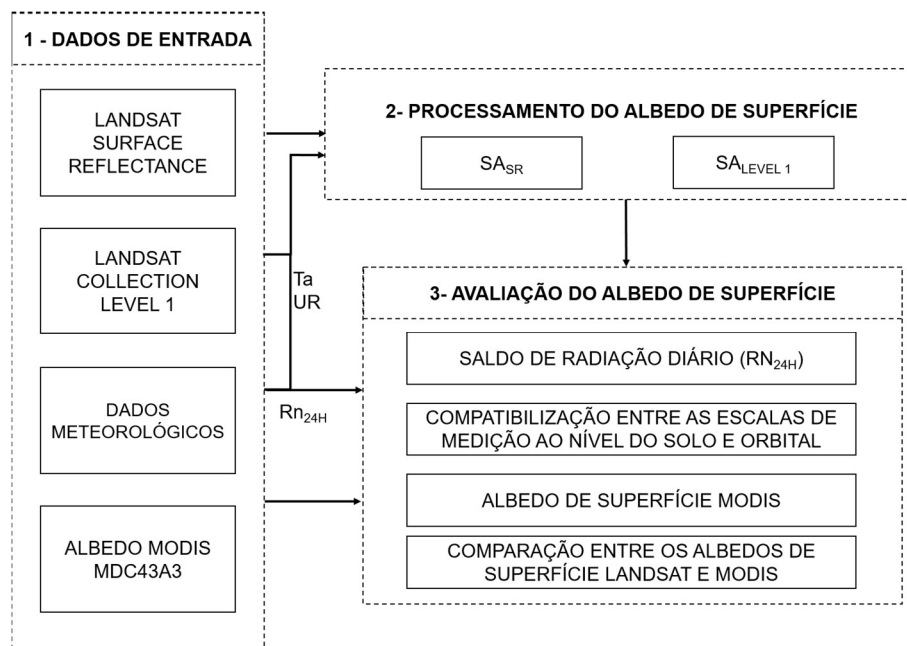 1 - DADOS DE ENTRADA
LANDSAT
SURFACE
REFLECTANCE
LANDSAT
COLLECTION
LEVEL 1
DADOS
METEOROLÓGICOS
ALBEDO MODIS
MDC43A3
Ta
UR
Rn24H
2- PROCESSAMENTO DO ALBEDO DE SUPERFÍCIE
SASR
SALEVEL 1
3- AVALIAÇÃO DO ALBEDO DE SUPERFÍCIE
SALDO DE RADIAÇÃO DIÁRIO (RN24H)
COMPATIBILIZAÇÃO ENTRE AS ESCALAS DE
MEDIÇÃO AO NÍVEL DO SOLO E ORBITAL
ALBEDO DE SUPERFÍCIE MODIS
COMPARAÇÃO ENTRE OS ALBEDOS DE
SUPERFÍCIE LANDSAT E MODIS